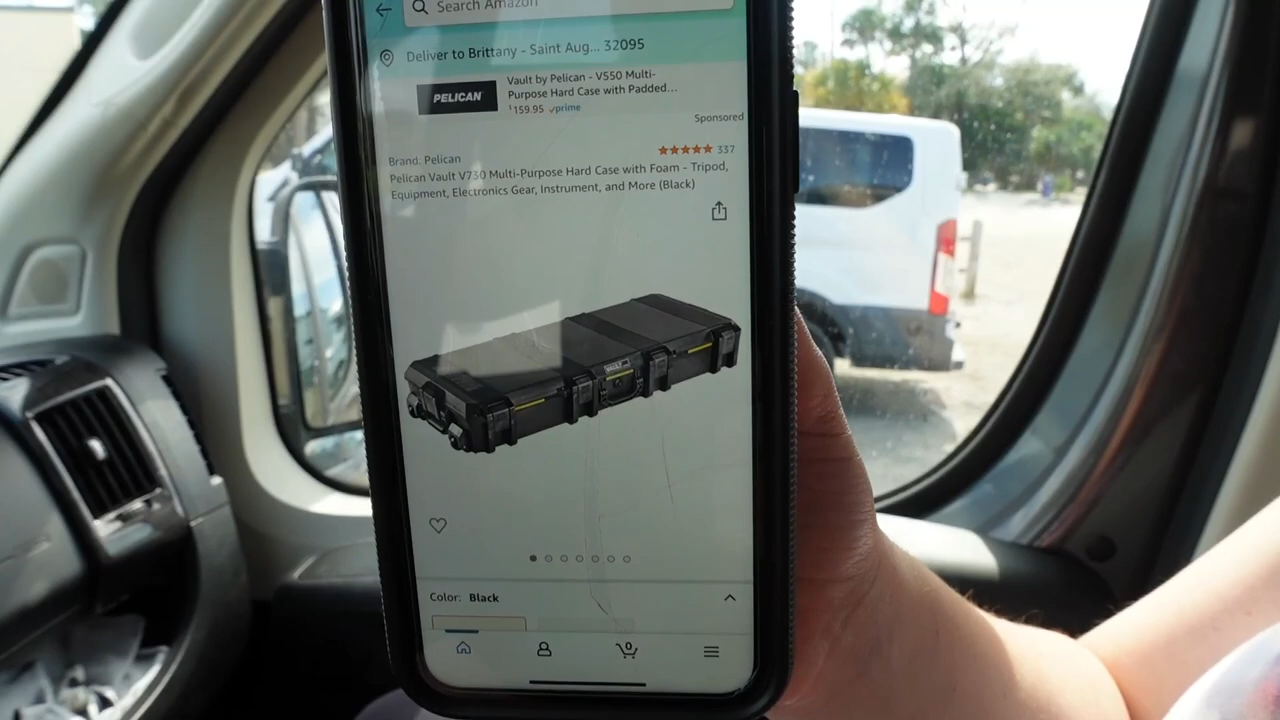 Search Amazon
Deliver to Brittany - Saint Aug... 32095
PELICAN
Vault by Pelican - V550 Multi-
Purpose Hard Case with Padded...
$159.95 prime
Sponsored
Brand: Pelican
337
Pelican Vault V730 Multi-Purpose Hard Case with Foam - Tripod,
Equipment, Electronics Gear, Instrument, and More (Black)
VAULT
Color: Black
0